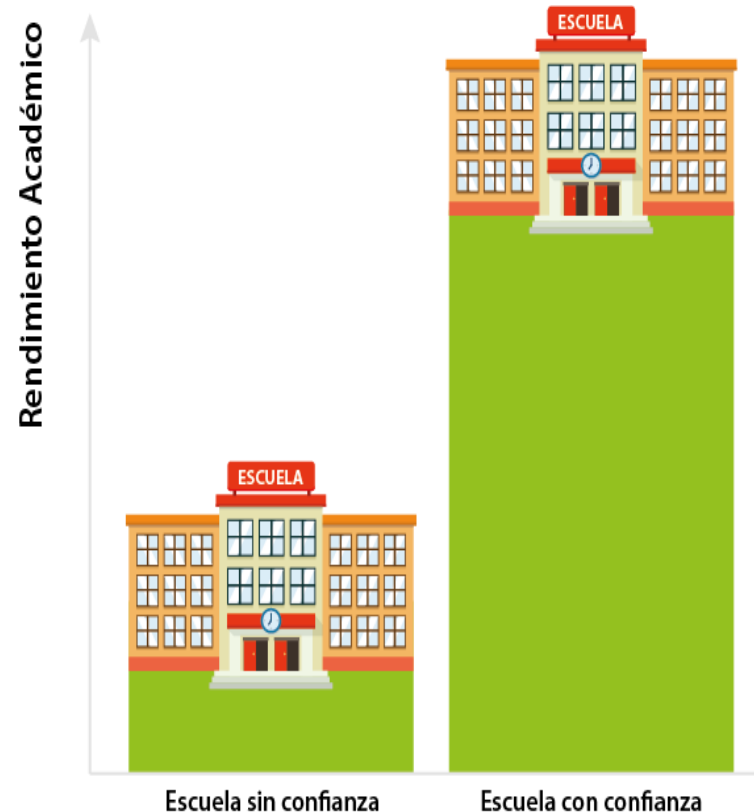 Rendimiento Académico
ESCUELA
ESCUELA
Escuela sin confianza
Escuela con confianza